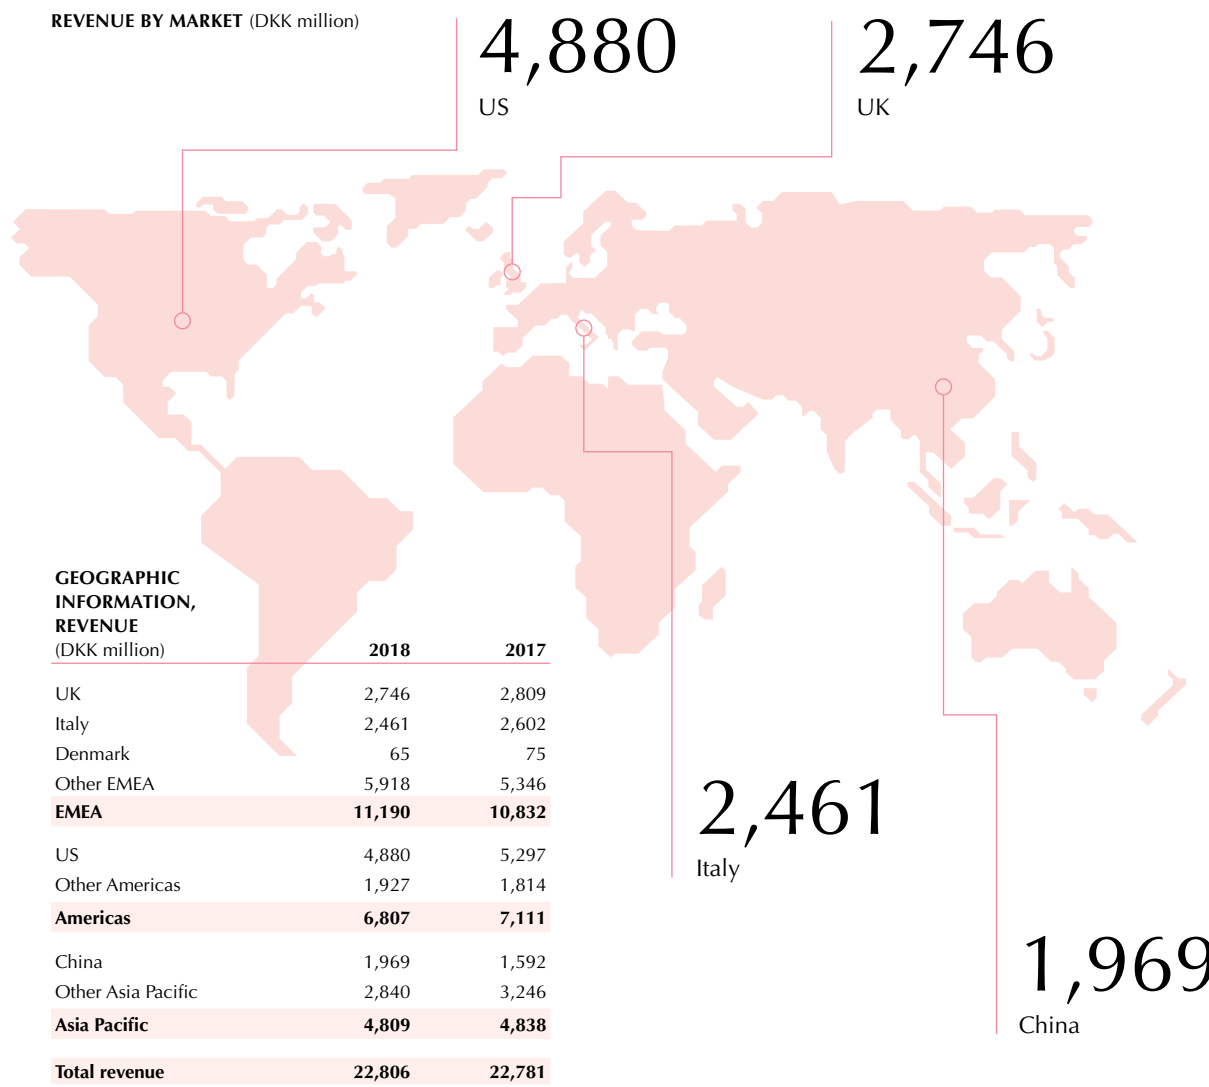 REVENUE BY MARKET (DKK million)
4,880
US
2,746
UK
GEOGRAPHIC
INFORMATION,
REVENUE
(DKK million) 2018 2017
UK 2,746 2,809
Italy 2,461 2,602
Denmark 65 75
Other EMEA 5,918 5,346
EMEA 11,190 10,832
US 4,880 5,297
Other Americas 1,927 1,814
Americas 6,807 7,111
China 1,969 1,592
Other Asia Pacific 2,840 3,246
Asia Pacific 4,809 4,838
Total revenue 22,806 22,781
2,461
Italy
1,969
China